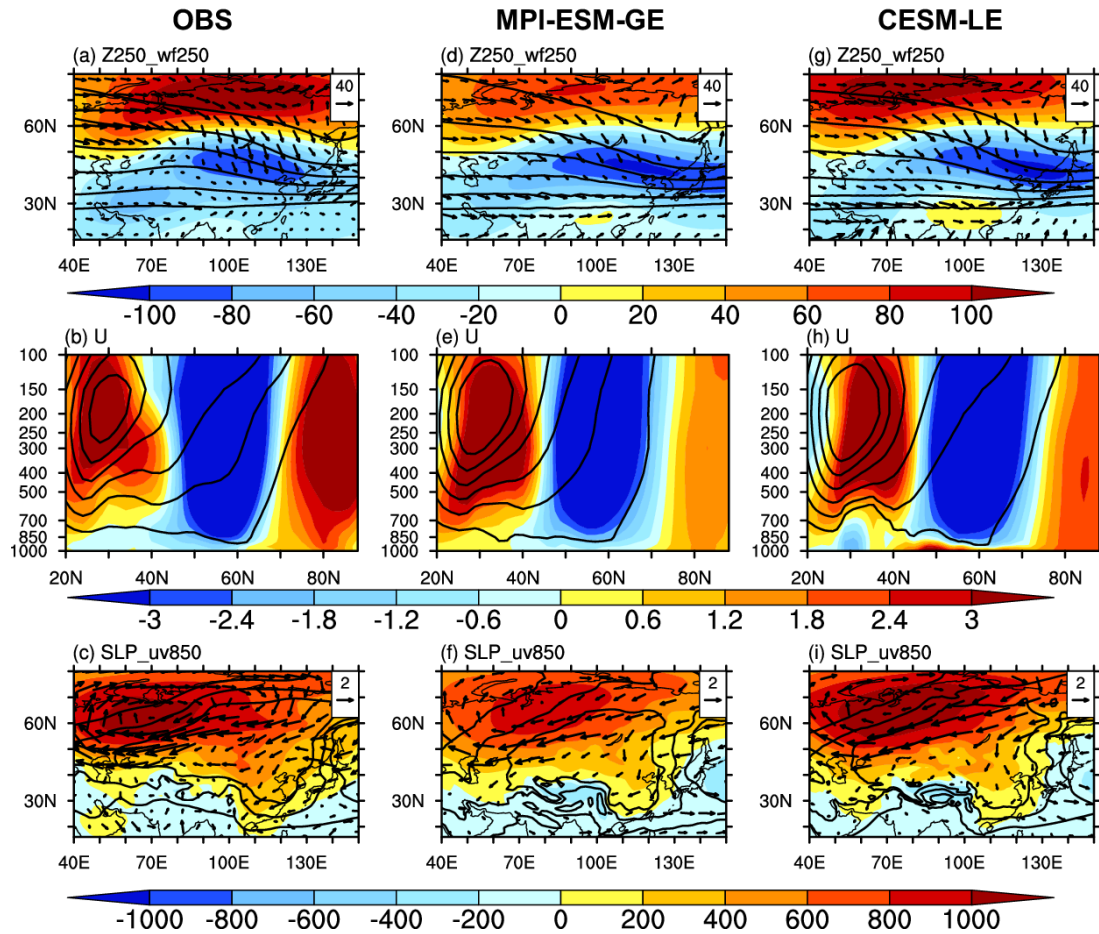 OBS MPI-ESM-GE CESM-LE
(a) Z250_wf250 (d) Z250_wf250 (g) Z250_wf250
40 40 40
60N 60N 60N
30N 30N 30N
40E 70E 100E 130E 40E 70E 100E 130E 40E 70E 100E 130E
-100 -80 -60 -40 -20 0 20 40 60 80 100
(b) U (e) U (h) U
100 100 100
150 150 150
200 200 200
250 250 250
300 300 300
400 400 400
500 500 500
700 700 700
850 850 850
1000 1000 1000
20N 40N 60N 80N 20N 40N 60N 80N 20N 40N 60N 80N
-3 -2.4 -1.8 -1.2 -0.6 0 0.6 1.2 1.8 2.4 3
(c) SLP_uv850 (f) SLP_uv850 (i) SLP_uv850
2 2 2
60N 60N 60N
30N 30N 30N
40E 70E 100E 130E 40E 70E 100E 130E 40E 70E 100E 130E
-1000 -800 -600 -400 -200 0 200 400 600 800 1000